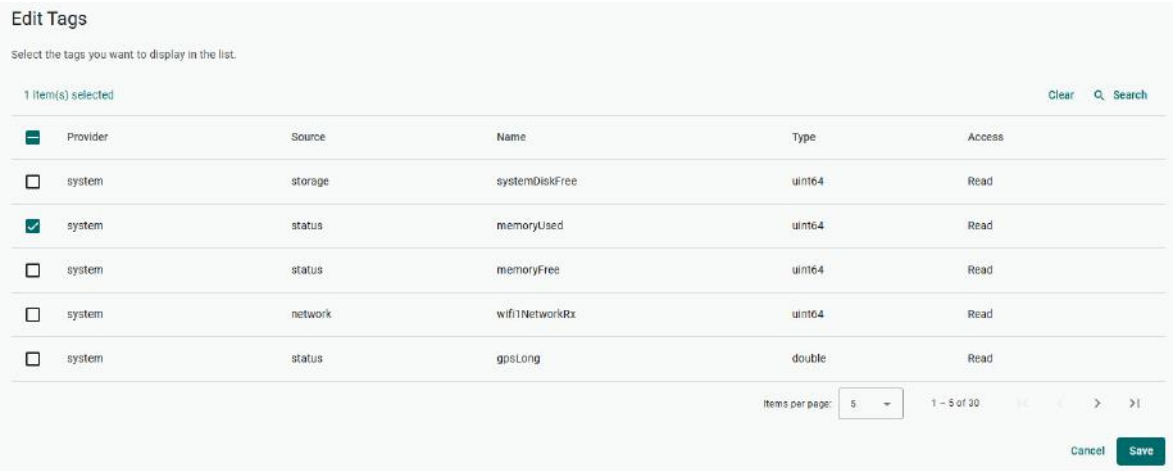 Edit Tags
Select the tags you want to display in the list.
1 item(s) selected Clear Search
Provider Source Name Type Access
system storage systemDiskFree uint64 Read
system status memoryUsed uint64 Read
system status memoryFree uint64 Read
system network wifi1NetworkRx uint64 Read
system status gpsLong double Read
Items per page: 5 1 – 5 of 30
Cancel Save